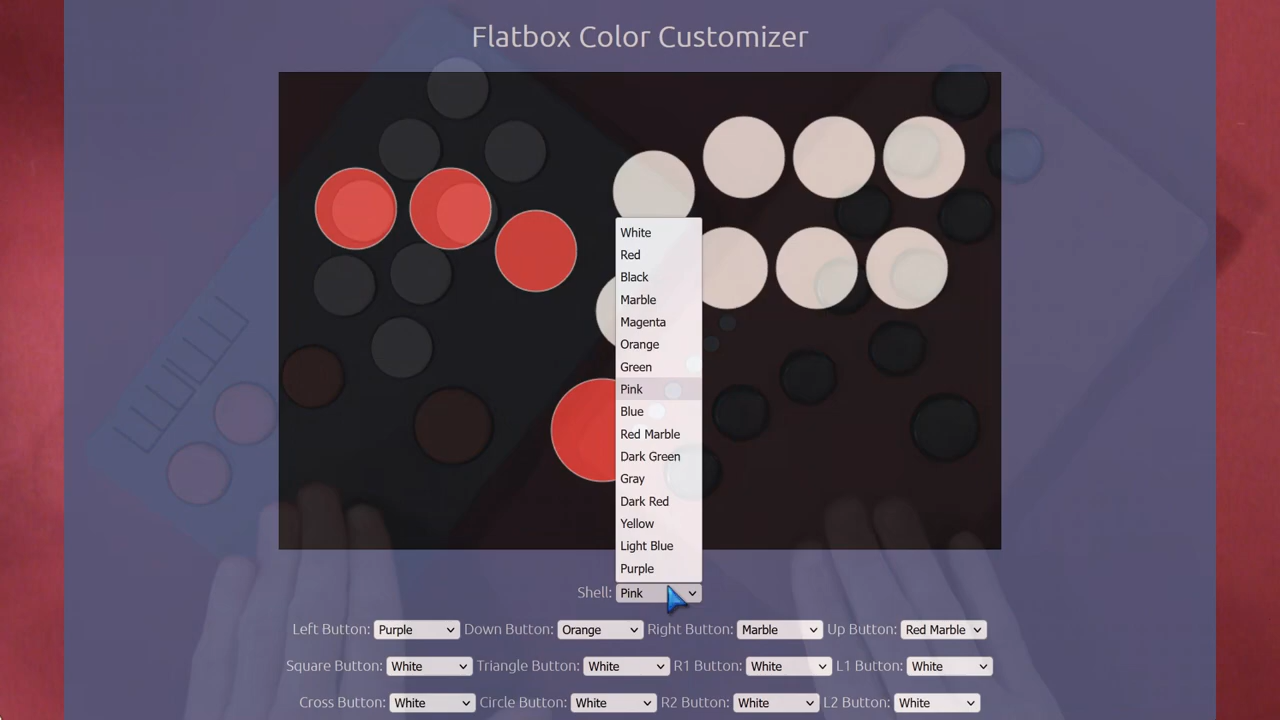 Flatbox Color Customizer
White
Red
Black
Marble
Magenta
Orange
Green
Pink
Blue
Red Marble
Dark Green
Gray
Dark Red
Yellow
Light Blue
Purple
Shell: Pink
Left Button: Purple Down Button: Orange Right Button: Marble Up Button: Red Marble
Square Button: White Triangle Button: White R1 Button: White L1 Button: White
Cross Button: White Circle Button: White R2 Button: White L2 Button: White